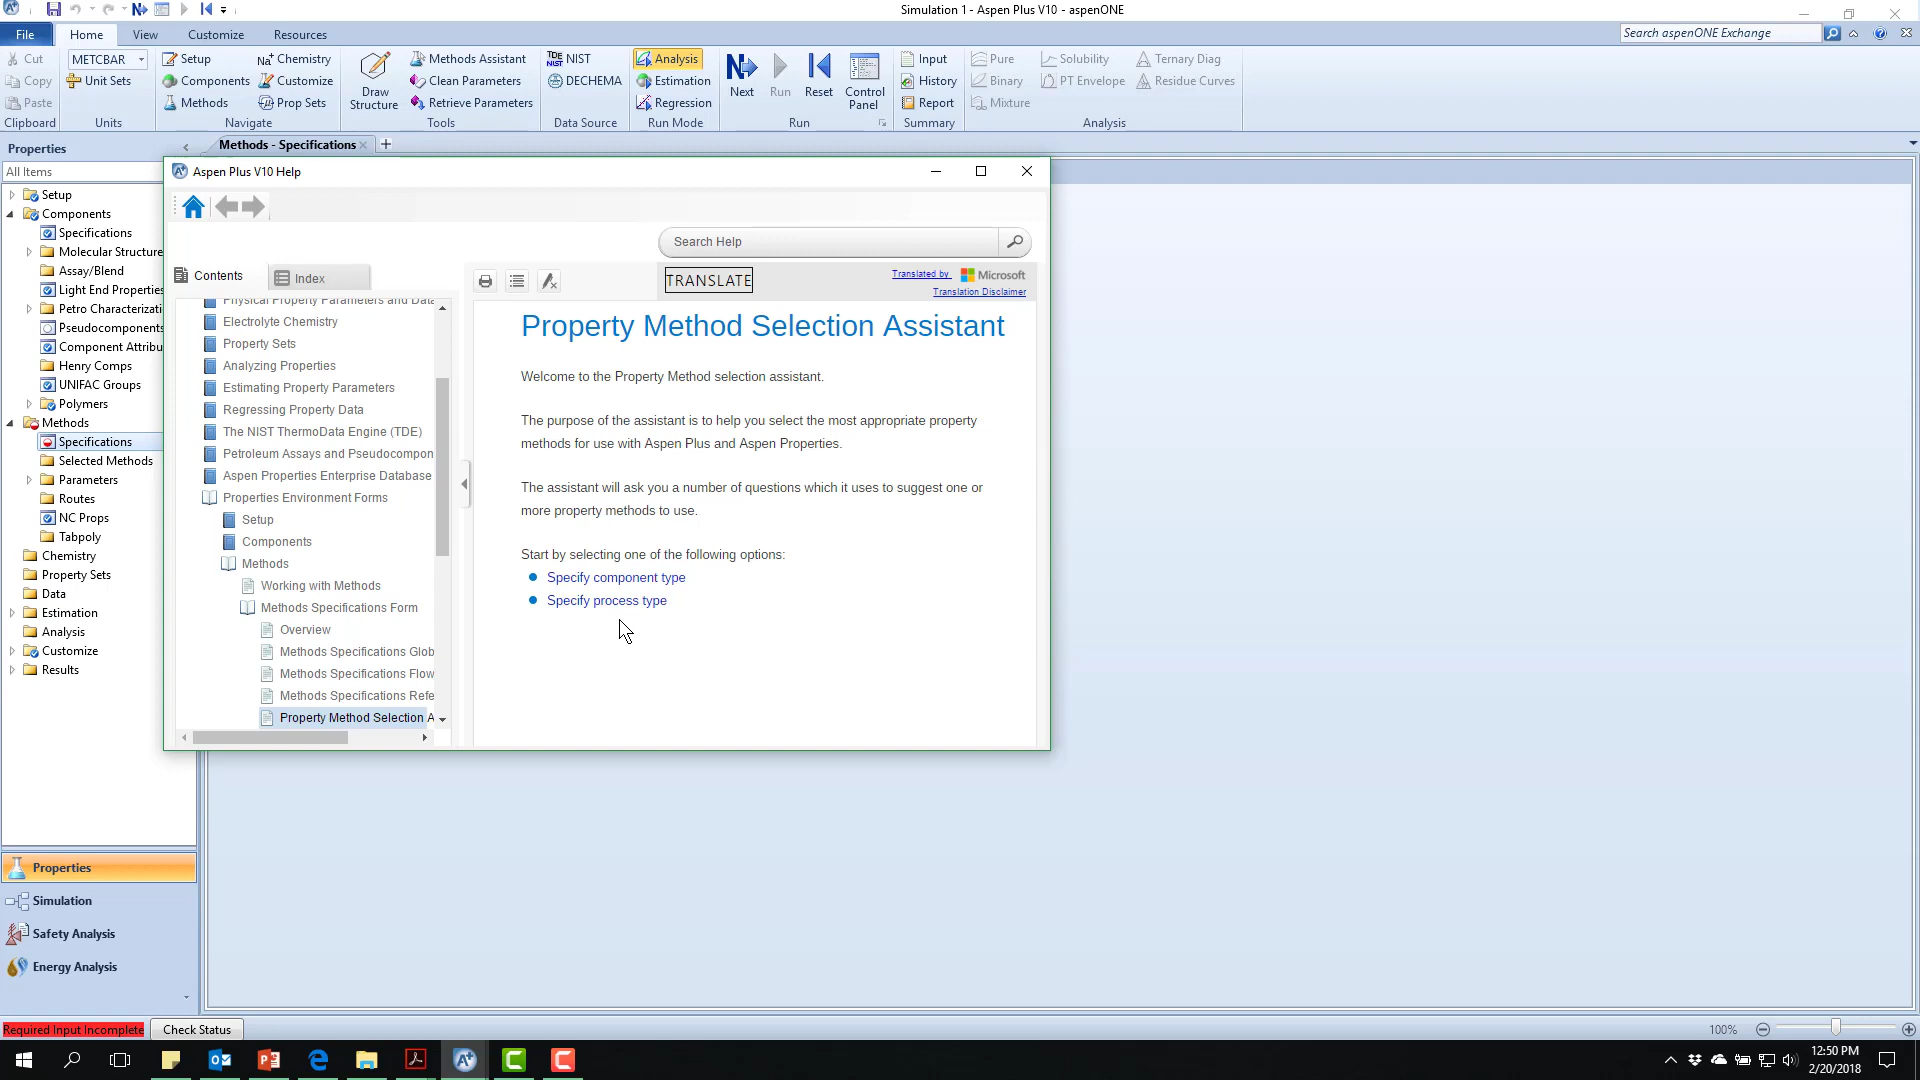 Simulation 1 - Aspen Plus V10 - aspenONE
File
Home
View
Customize
Resources
Search aspenONE Exchange
Cut
Copy
Paste
Clipboard
METCBAR
Unit Sets
Units
Setup
Components
Methods
Chemistry
Customize
Prop Sets
Navigate
Draw
Structure
Methods Assistant
Clean Parameters
Retrieve Parameters
Tools
NIST
DECHEMA
Data Source
Analysis
Estimation
Regression
Run Mode
Next
Run
Reset
Control
Panel
Run
Input
History
Report
Summary
Pure
Binary
Mixture
Solubility
PT Envelope
Ternary Diag
Residue Curves
Analysis
Properties
All Items
Setup
Components
Specifications
Molecular Structure
Assay/Blend
Light End Properties
Petro Characterizati
Pseudocomponents
Component Attribu
Henry Comps
UNIFAC Groups
Polymers
Methods
Specifications
Selected Methods
Parameters
Routes
NC Props
Tabpoly
Chemistry
Property Sets
Data
Estimation
Analysis
Customize
Results
Properties
Simulation
Safety Analysis
Energy Analysis
Methods - Specifications
Aspen Plus V10 Help
Search Help
Contents
Index
TRANSLATE
Translated by
Microsoft
Translation Disclaimer
Physical Property Parameters and Data
Electrolyte Chemistry
Property Sets
Analyzing Properties
Estimating Property Parameters
Regressing Property Data
The NIST ThermoData Engine (TDE)
Petroleum Assays and Pseudocompon
Aspen Properties Enterprise Database
Properties Environment Forms
Setup
Components
Methods
Working with Methods
Methods Specifications Form
Overview
Methods Specifications Glob
Methods Specifications Flow
Methods Specifications Refe
Property Method Selection A
Property Method Selection Assistant
Welcome to the Property Method selection assistant.
The purpose of the assistant is to help you select the most appropriate property
methods for use with Aspen Plus and Aspen Properties.
The assistant will ask you a number of questions which it uses to suggest one or
more property methods to use.
Start by selecting one of the following options:
Specify component type
Specify process type
Required Input Incomplete
Check Status
100%
12:50 PM
2/20/2018